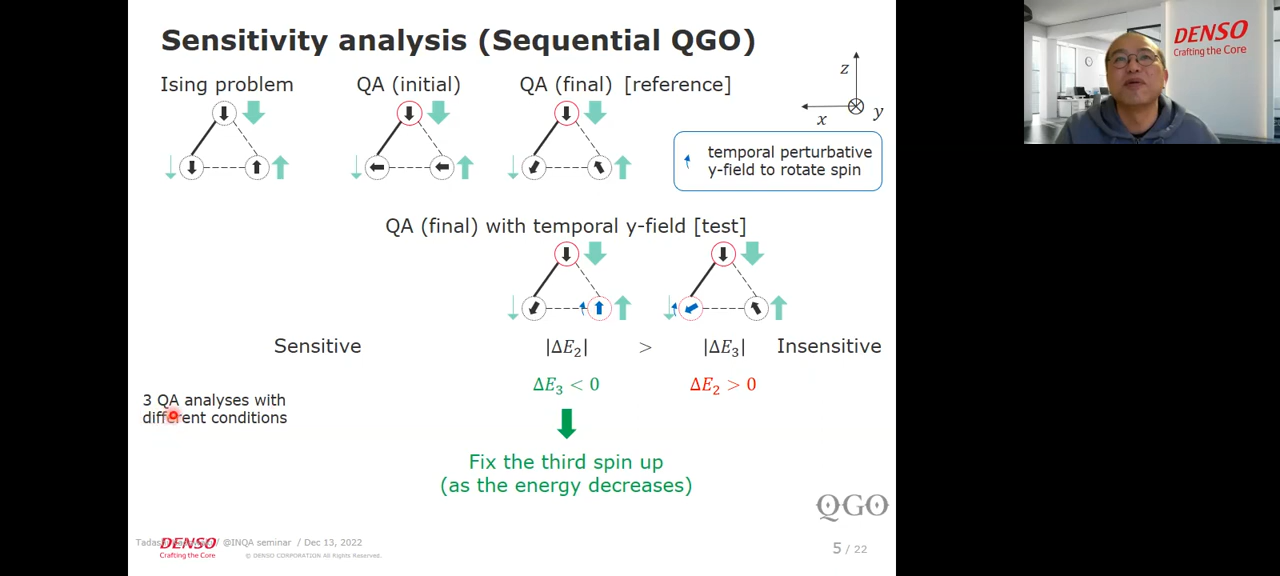 Sensitivity analysis (Sequential QGO)
Ising problem
QA (initial)
QA (final) [reference]
z
x
y
temporal perturbative
y-field to rotate spin
QA (final) with temporal y-field [test]
Sensitive
|ΔE₂|
>
|ΔE₃|
Insensitive
ΔE₃ < 0
ΔE₂ > 0
3 QA analyses with
different conditions
Fix the third spin up
(as the energy decreases)
QGO
/ @INQA seminar / Dec 13, 2022
DENSO
Crafting the Core
© DENSO CORPORATION All Rights Reserved.
5 / 22
DENSO
Crafting the Core